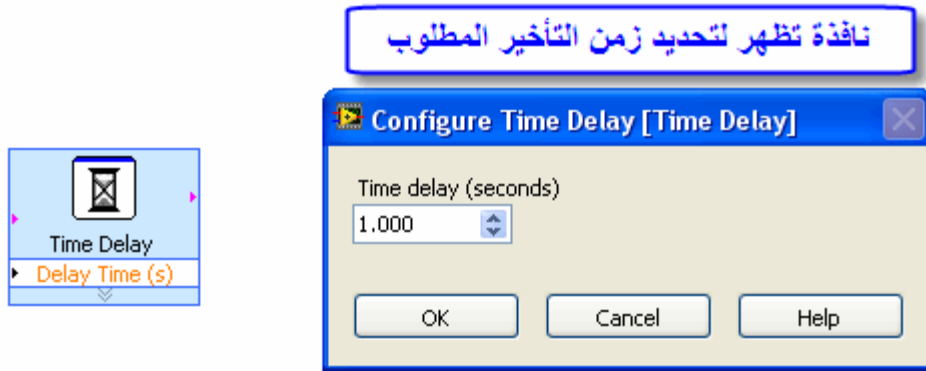 نافذة تظهر لتحديد زمن التأخير المطلوب
Configure Time Delay [Time Delay]
Time delay (seconds)
1.000
OK Cancel Help
Time Delay
Delay Time (s)